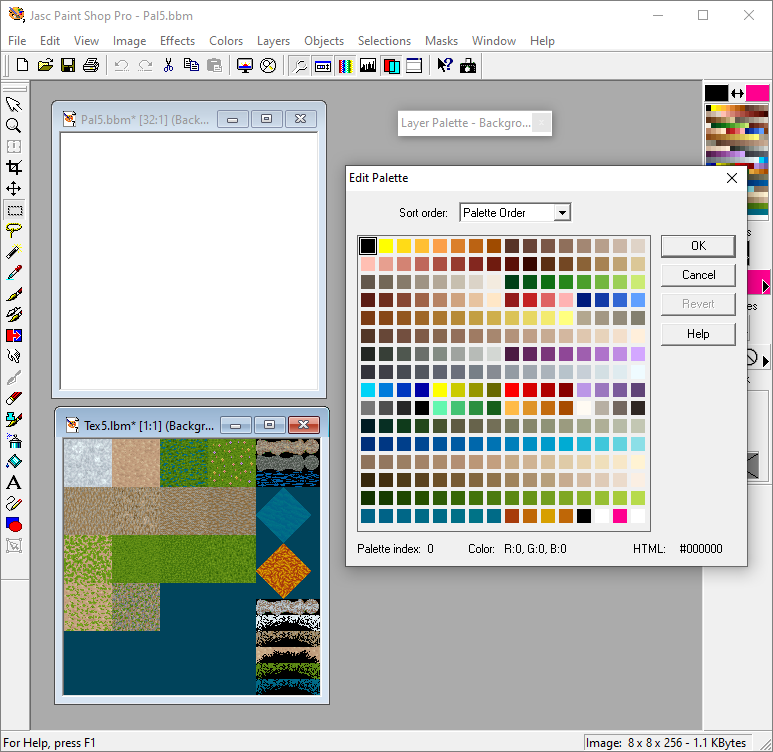 Jasc Paint Shop Pro - Pal5.bbm
File Edit View Image Effects Colors Layers Objects Selections Masks Window Help
Pal5.bbm* [32:1] (Back...
Layer Palette - Backgro...
Edit Palette
Sort order: Palette Order
OK
Cancel
Revert
Help
Palette index: 0 Color: R:0, G:0, B:0 HTML: #000000
Tex5.lbm* [1:1] (Backgr...
For Help, press F1
Image: 8 x 8 x 256 - 1.1 KBytes